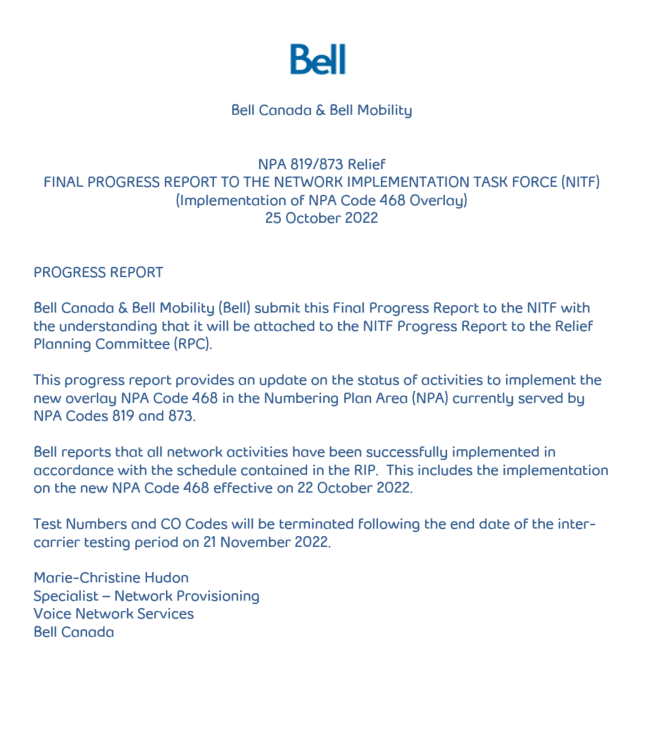 Bell
Bell Canada & Bell Mobility
NPA 819/873 Relief
FINAL PROGRESS REPORT TO THE NETWORK IMPLEMENTATION TASK FORCE (NITF)
(Implementation of NPA Code 468 Overlay)
25 October 2022
PROGRESS REPORT
Bell Canada & Bell Mobility (Bell) submit this Final Progress Report to the NITF with
the understanding that it will be attached to the NITF Progress Report to the Relief
Planning Committee (RPC).
This progress report provides an update on the status of activities to implement the
new overlay NPA Code 468 in the Numbering Plan Area (NPA) currently served by
NPA Codes 819 and 873.
Bell reports that all network activities have been successfully implemented in
accordance with the schedule contained in the RIP.  This includes the implementation
on the new NPA Code 468 effective on 22 October 2022.
Test Numbers and CO Codes will be terminated following the end date of the inter-
carrier testing period on 21 November 2022.
Marie-Christine Hudon
Specialist – Network Provisioning
Voice Network Services
Bell Canada